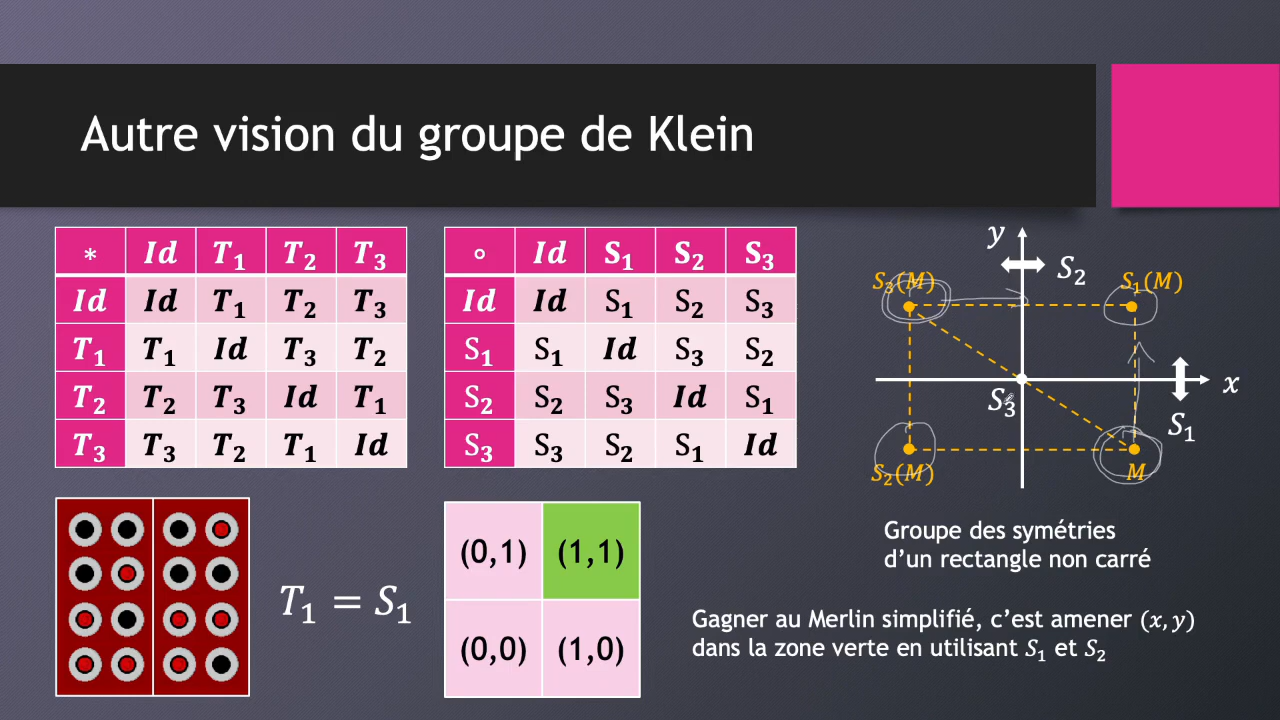 Autre vision du groupe de Klein
* Id T₁ T₂ T₃
Id Id T₁ T₂ T₃
T₁ T₁ Id T₃ T₂
T₂ T₂ T₃ Id T₁
T₃ T₃ T₂ T₁ Id
∘ Id S₁ S₂ S₃
Id Id S₁ S₂ S₃
S₁ S₁ Id S₃ S₂
S₂ S₂ S₃ Id S₁
S₃ S₃ S₂ S₁ Id
y
S₂
S₃(M)
S₁(M)
x
S₃
S₁
S₂(M)
M
Groupe des symétries
d’un rectangle non carré
T₁ = S₁
(0,1) (1,1)
(0,0) (1,0)
Gagner au Merlin simplifié, c’est amener (x, y)
dans la zone verte en utilisant S₁ et S₂